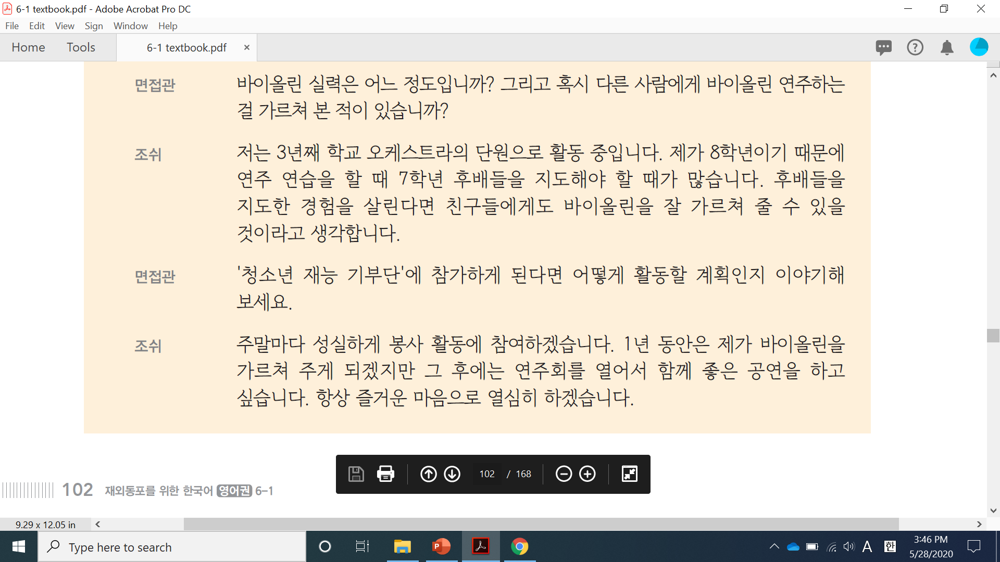 6-1 textbook.pdf - Adobe Acrobat Pro DC
File Edit View Sign Window Help
Home Tools 6-1 textbook.pdf ×
면접관 바이올린 실력은 어느 정도입니까? 그리고 혹시 다른 사람에게 바이올린 연주하는
걸 가르쳐 본 적이 있습니까?
조쉬 저는 3년째 학교 오케스트라의 단원으로 활동 중입니다. 제가 8학년이기 때문에
연주 연습을 할 때 7학년 후배들을 지도해야 할 때가 많습니다. 후배들을
지도한 경험을 살린다면 친구들에게도 바이올린을 잘 가르쳐 줄 수 있을
것이라고 생각합니다.
면접관 '청소년 재능 기부단'에 참가하게 된다면 어떻게 활동할 계획인지 이야기해
보세요.
조쉬 주말마다 성실하게 봉사 활동에 참여하겠습니다. 1년 동안은 제가 바이올린을
가르쳐 주게 되겠지만 그 후에는 연주회를 열어서 함께 좋은 공연을 하고
싶습니다. 항상 즐거운 마음으로 열심히 하겠습니다.
102 / 168
102 재외동포를 위한 한국어 영어권 6-1
9.29 x 12.05 in
Type here to search
A 한 3:46 PM
5/28/2020